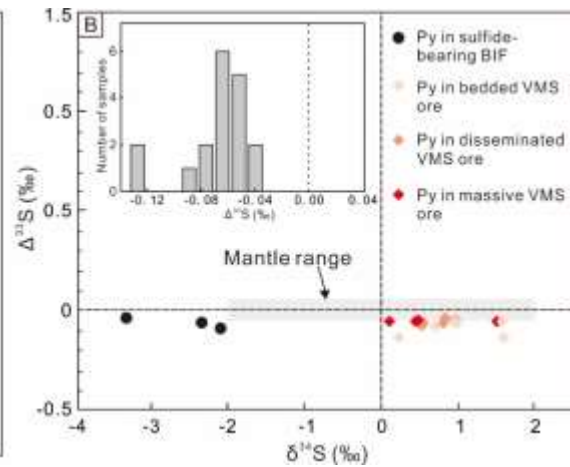 B
1.5
1.0
0.5
0
-0.5
Δ³³S (‰)
-4
-3
-2
-1
0
1
2
δ³⁴S (‰)
Number of samples
6
4
2
0
-0.12
-0.08
-0.04
0.00
0.04
Δ³³S (‰)
Py in sulfide-
bearing BIF
Py in bedded VMS
ore
Py in disseminated
VMS ore
Py in massive VMS
ore
Mantle range